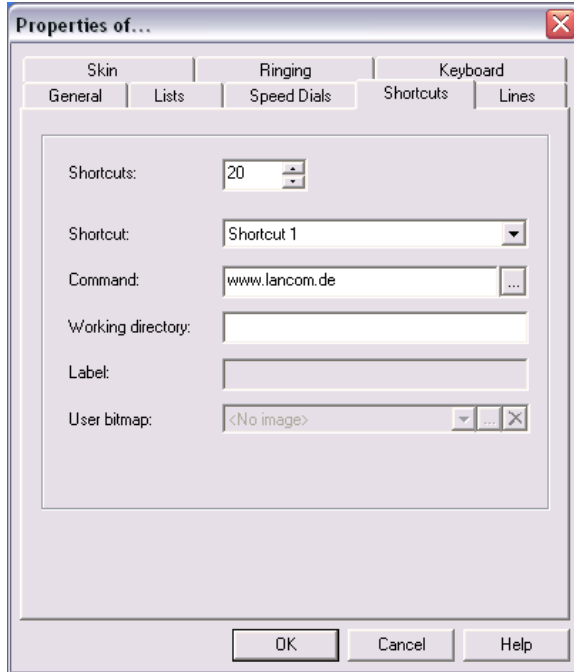 Properties of...
Skin Ringing Keyboard
General Lists Speed Dials Shortcuts Lines
Shortcuts: 20
Shortcut: Shortcut 1
Command: www.lancom.de ...
Working directory:
Label:
User bitmap: <No image> ...
OK Cancel Help